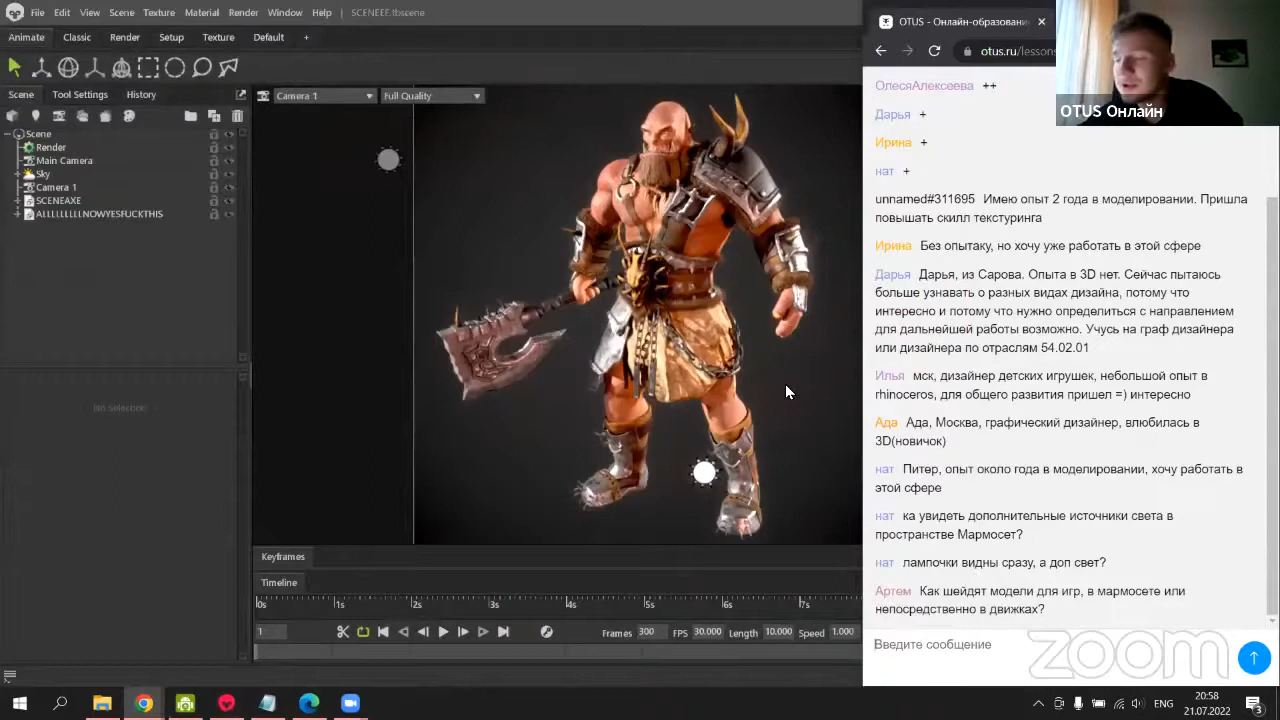 File Edit Scene Texture Material Render Window Help SCENEEE.tbscene
Animate Classic Render Setup Texture Default +
Scene Tool Settings History
Camera 1 Full Quality
Scene
Render
Main Camera
Sky
Camera 1
SCENEAXE
ALLLLLLLLLNOWYESFUCKTHIS
(No Selection)
Keyframes
Timeline
0s 1s 2s 3s 4s 5s 6s 7s
1 Frames 300 FPS 30.000 Length 10.000 Speed 1.000
OTUS - Онлайн-образовани
otus.ru/lessons
OTUS Онлайн
ОлесяАлексеева ++
Дарья +
Ирина +
нат +
unnamed#311695 Имею опыт 2 года в моделировании. Пришла
повышать скилл текстуринга
Ирина Без опытаку, но хочу уже работать в этой сфере
Дарья Дарья, из Сарова. Опыта в 3D нет. Сейчас пытаюсь
больше узнавать о разных видах дизайна, потому что
интересно и потому что нужно определиться с направлением
для дальнейшей работы возможно. Учусь на граф дизайнера
или дизайнера по отраслям 54.02.01
Илья мск, дизайнер детских игрушек, небольшой опыт в
rhinoceros, для общего развития пришел =) интересно
Ада Ада, Москва, графический дизайнер, влюбилась в
3D(новичок)
нат Питер, опыт около года в моделировании, хочу работать в
этой сфере
нат ка увидеть дополнительные источники света в
пространстве Мармосет?
нат лампочки видны сразу, а доп свет?
Артем Как шейдят модели для игр, в мармосете или
непосредственно в движках?
Введите сообщение
zoom
ENG
20:58
21.07.2022
3